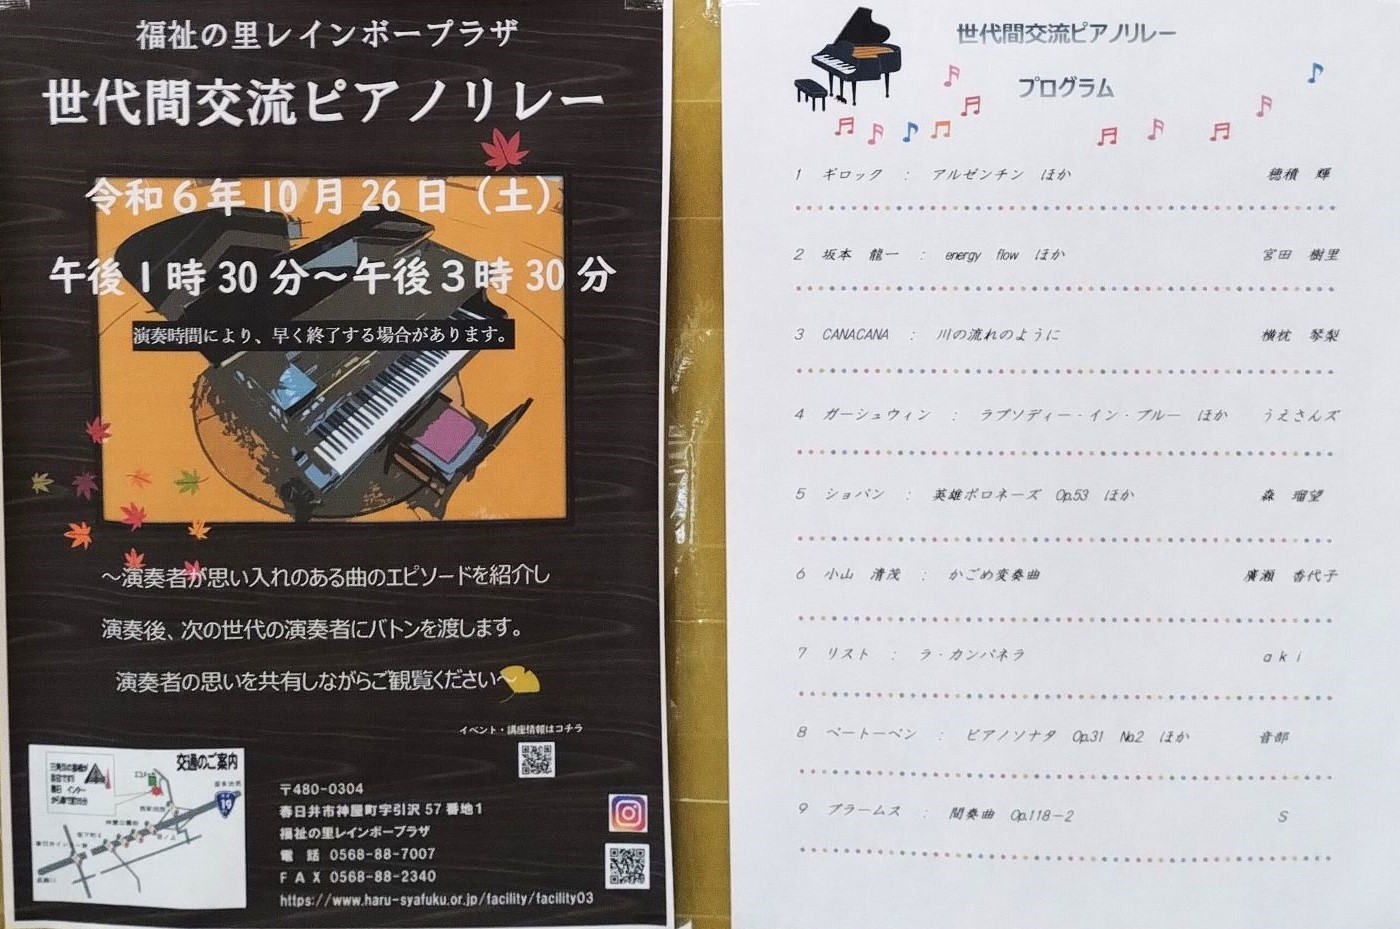 福祉の里レインボープラザ
世代間交流ピアノリレー
令和6年10月26日（土）
午後1時30分～午後3時30分
演奏時間により、早く終了する場合があります。
～演奏者が思い入れのある曲のエピソードを紹介し
演奏後、次の世代の演奏者にバトンを渡します。
演奏者の思いを共有しながらご観覧ください～
イベント・講座情報はコチラ
交通のご案内
19
〒480-0304
春日井市神屋町字引沢57番地1
福祉の里レインボープラザ
電　話 0568-88-7007
ＦＡＸ 0568-88-2340
https://www.haru-syafuku.or.jp/facility/facility03
世代間交流ピアノリレー
プログラム
1 ギロック ： アルゼンチン ほか 穂積 輝
2 坂本 龍一 ： energy flow ほか 宮田 樹里
3 CANACANA ： 川の流れのように 横枕 琴梨
4 ガーシュウィン ： ラプソディー・イン・ブルー ほか うえさんズ
5 ショパン ： 英雄ポロネーズ Op.53 ほか 森 瑠望
6 小山 清茂 ： かごめ変奏曲 廣瀬 香代子
7 リスト ： ラ・カンパネラ aki
8 ベートーベン ： ピアノソナタ Op.31 No.2 ほか 音部
9 ブラームス ： 間奏曲 Op.118－2 S